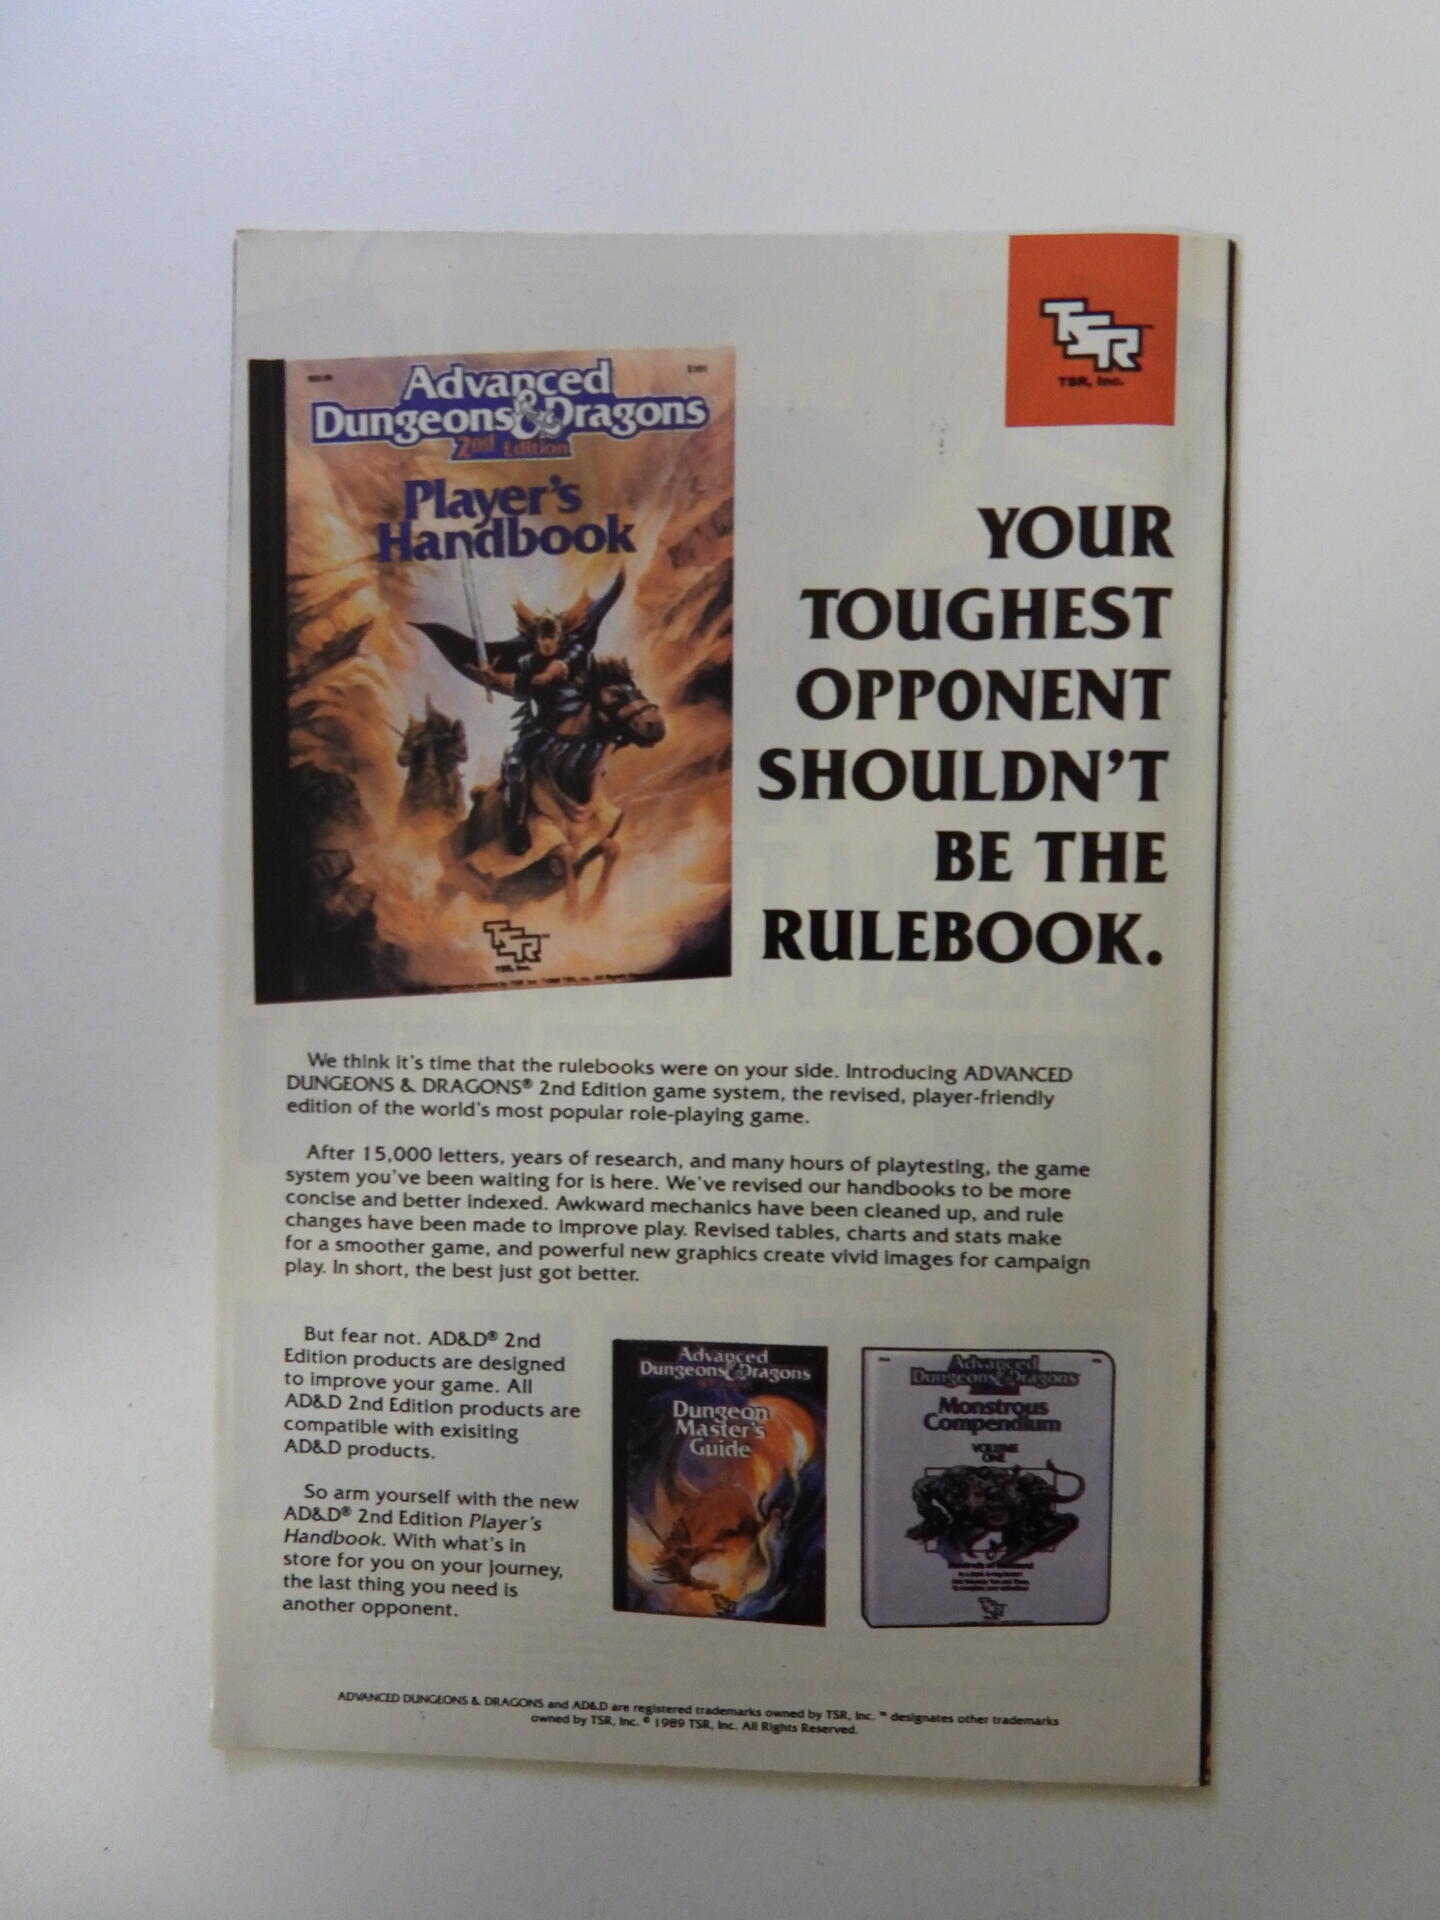 TSR™
TSR, Inc.
Advanced
Dungeons & Dragons
2nd Edition
Player's
Handbook
TSR™
TSR, Inc.
YOUR
TOUGHEST
OPPONENT
SHOULDN'T
BE THE
RULEBOOK.
We think it's time that the rulebooks were on your side. Introducing ADVANCED
DUNGEONS & DRAGONS® 2nd Edition game system, the revised, player-friendly
edition of the world's most popular role-playing game.
After 15,000 letters, years of research, and many hours of playtesting, the game
system you've been waiting for is here. We've revised our handbooks to be more
concise and better indexed. Awkward mechanics have been cleaned up, and rule
changes have been made to improve play. Revised tables, charts and stats make
for a smoother game, and powerful new graphics create vivid images for campaign
play. In short, the best just got better.
But fear not. AD&D® 2nd
Edition products are designed
to improve your game. All
AD&D 2nd Edition products are
compatible with exisiting
AD&D products.
So arm yourself with the new
AD&D® 2nd Edition Player's
Handbook. With what's in
store for you on your journey,
the last thing you need is
another opponent.
Advanced
Dungeons & Dragons
Dungeon
Master's
Guide
Advanced
Dungeons & Dragons
Monstrous
Compendium
VOLUME
ONE
TSR
ADVANCED DUNGEONS & DRAGONS and AD&D are registered trademarks owned by TSR, Inc. ™ designates other trademarks
owned by TSR, Inc. © 1989 TSR, Inc. All Rights Reserved.